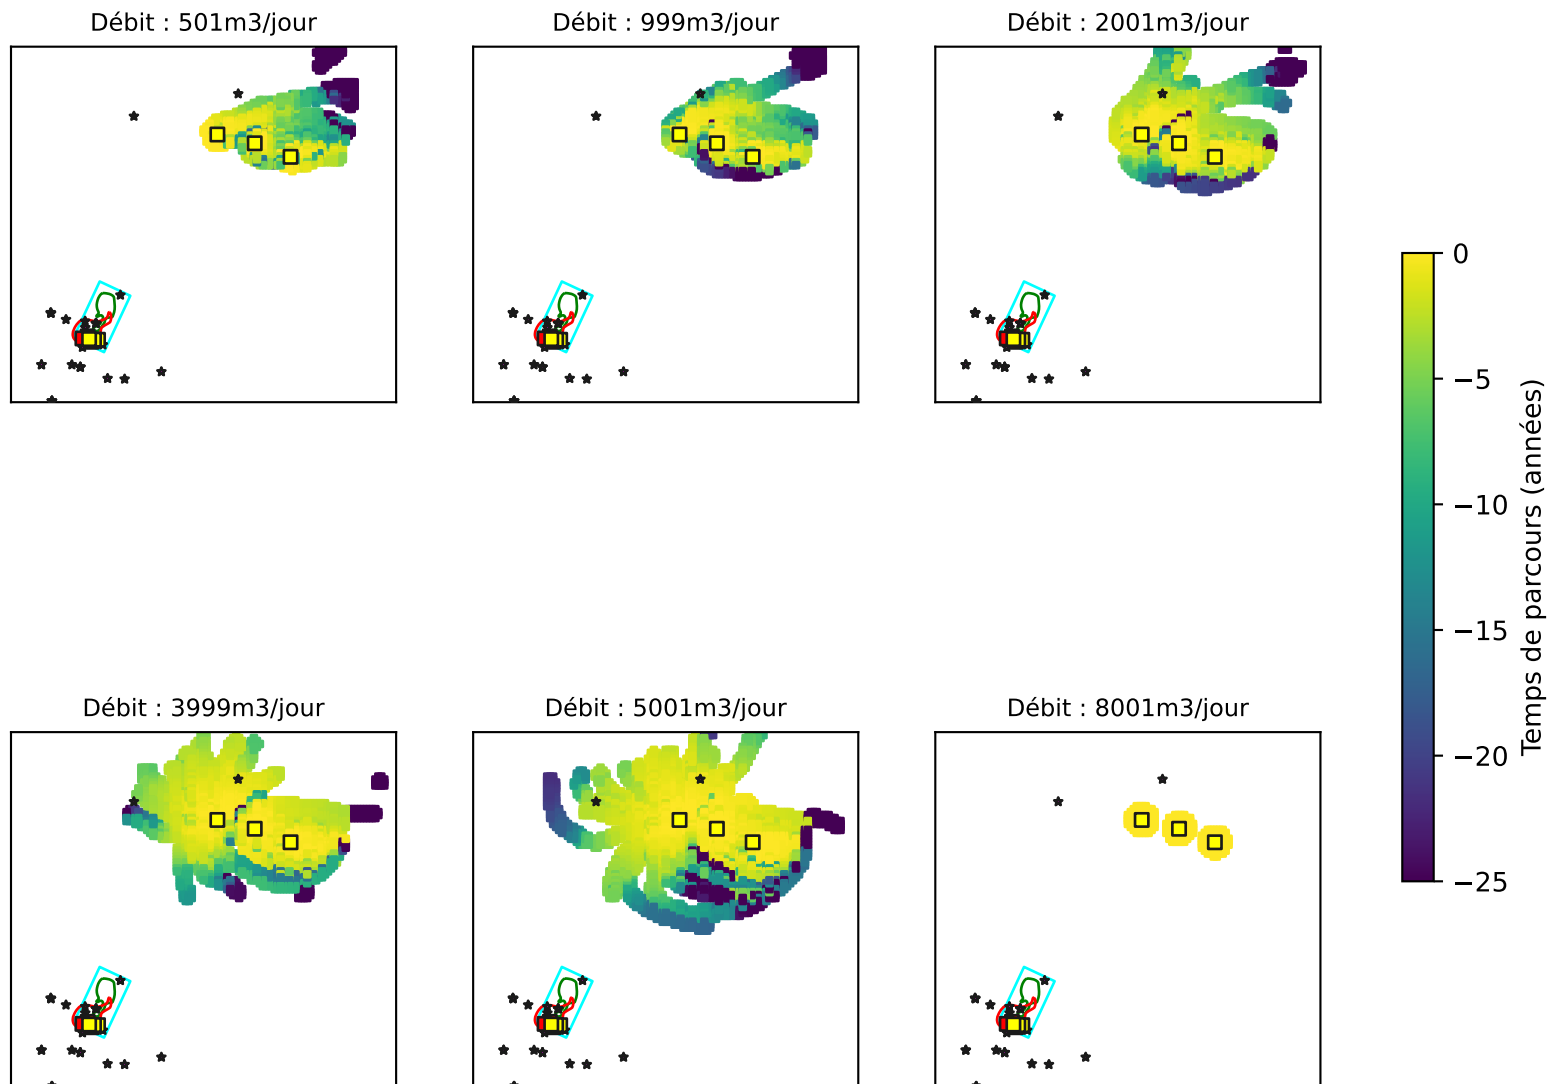 Débit : 501m3/jour
Débit : 999m3/jour
Débit : 2001m3/jour
0
−5
−10
−15
−20
−25
Temps de parcours (années)
Débit : 3999m3/jour
Débit : 5001m3/jour
Débit : 8001m3/jour